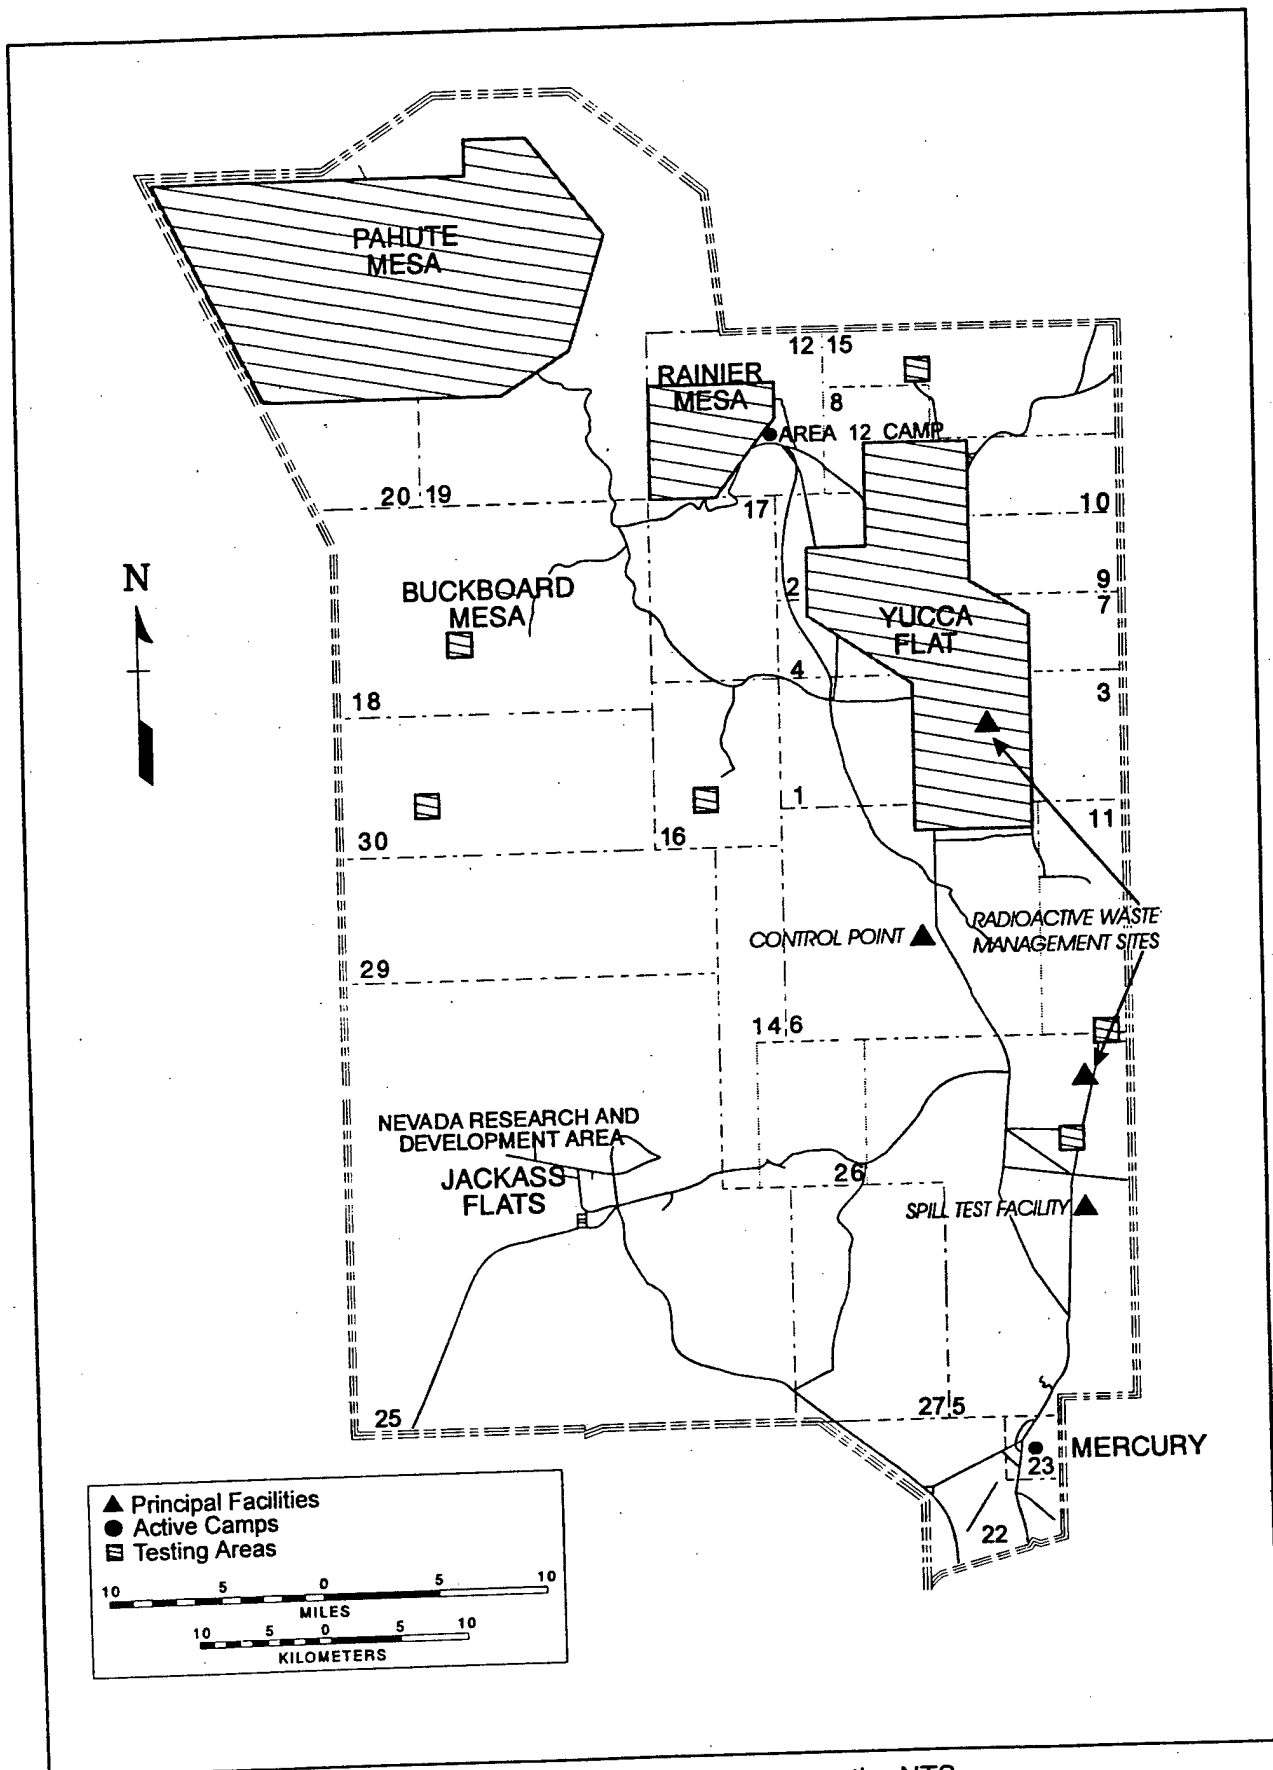 PAHUTE
MESA
12 15
RAINIER
MESA
8
AREA 12 CAMP
20 19
17
10
N
BUCKBOARD
MESA
2
9
7
YUCCA
FLAT
4
18
3
1
11
30
16
RADIOACTIVE WASTE
MANAGEMENT SITES
CONTROL POINT
29
14 6
NEVADA RESEARCH AND
DEVELOPMENT AREA
JACKASS
FLATS
26
SPILL TEST FACILITY
25
27 5
MERCURY
23
22
Principal Facilities
Active Camps
Testing Areas
10 5 0 5 10
MILES
10 5 0 5 10
KILOMETERS
NTS